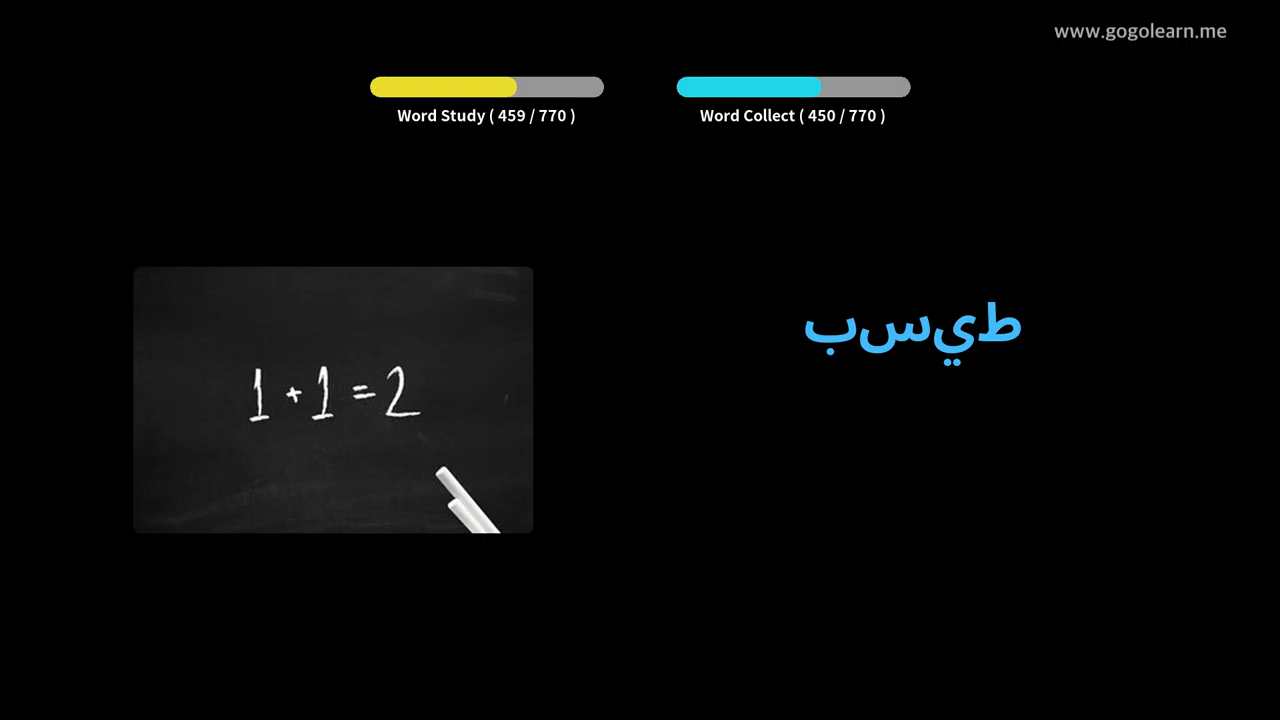 www.gogolearn.me
Word Study ( 459 / 770 )
Word Collect ( 450 / 770 )
1 + 1 = 2
بسيط